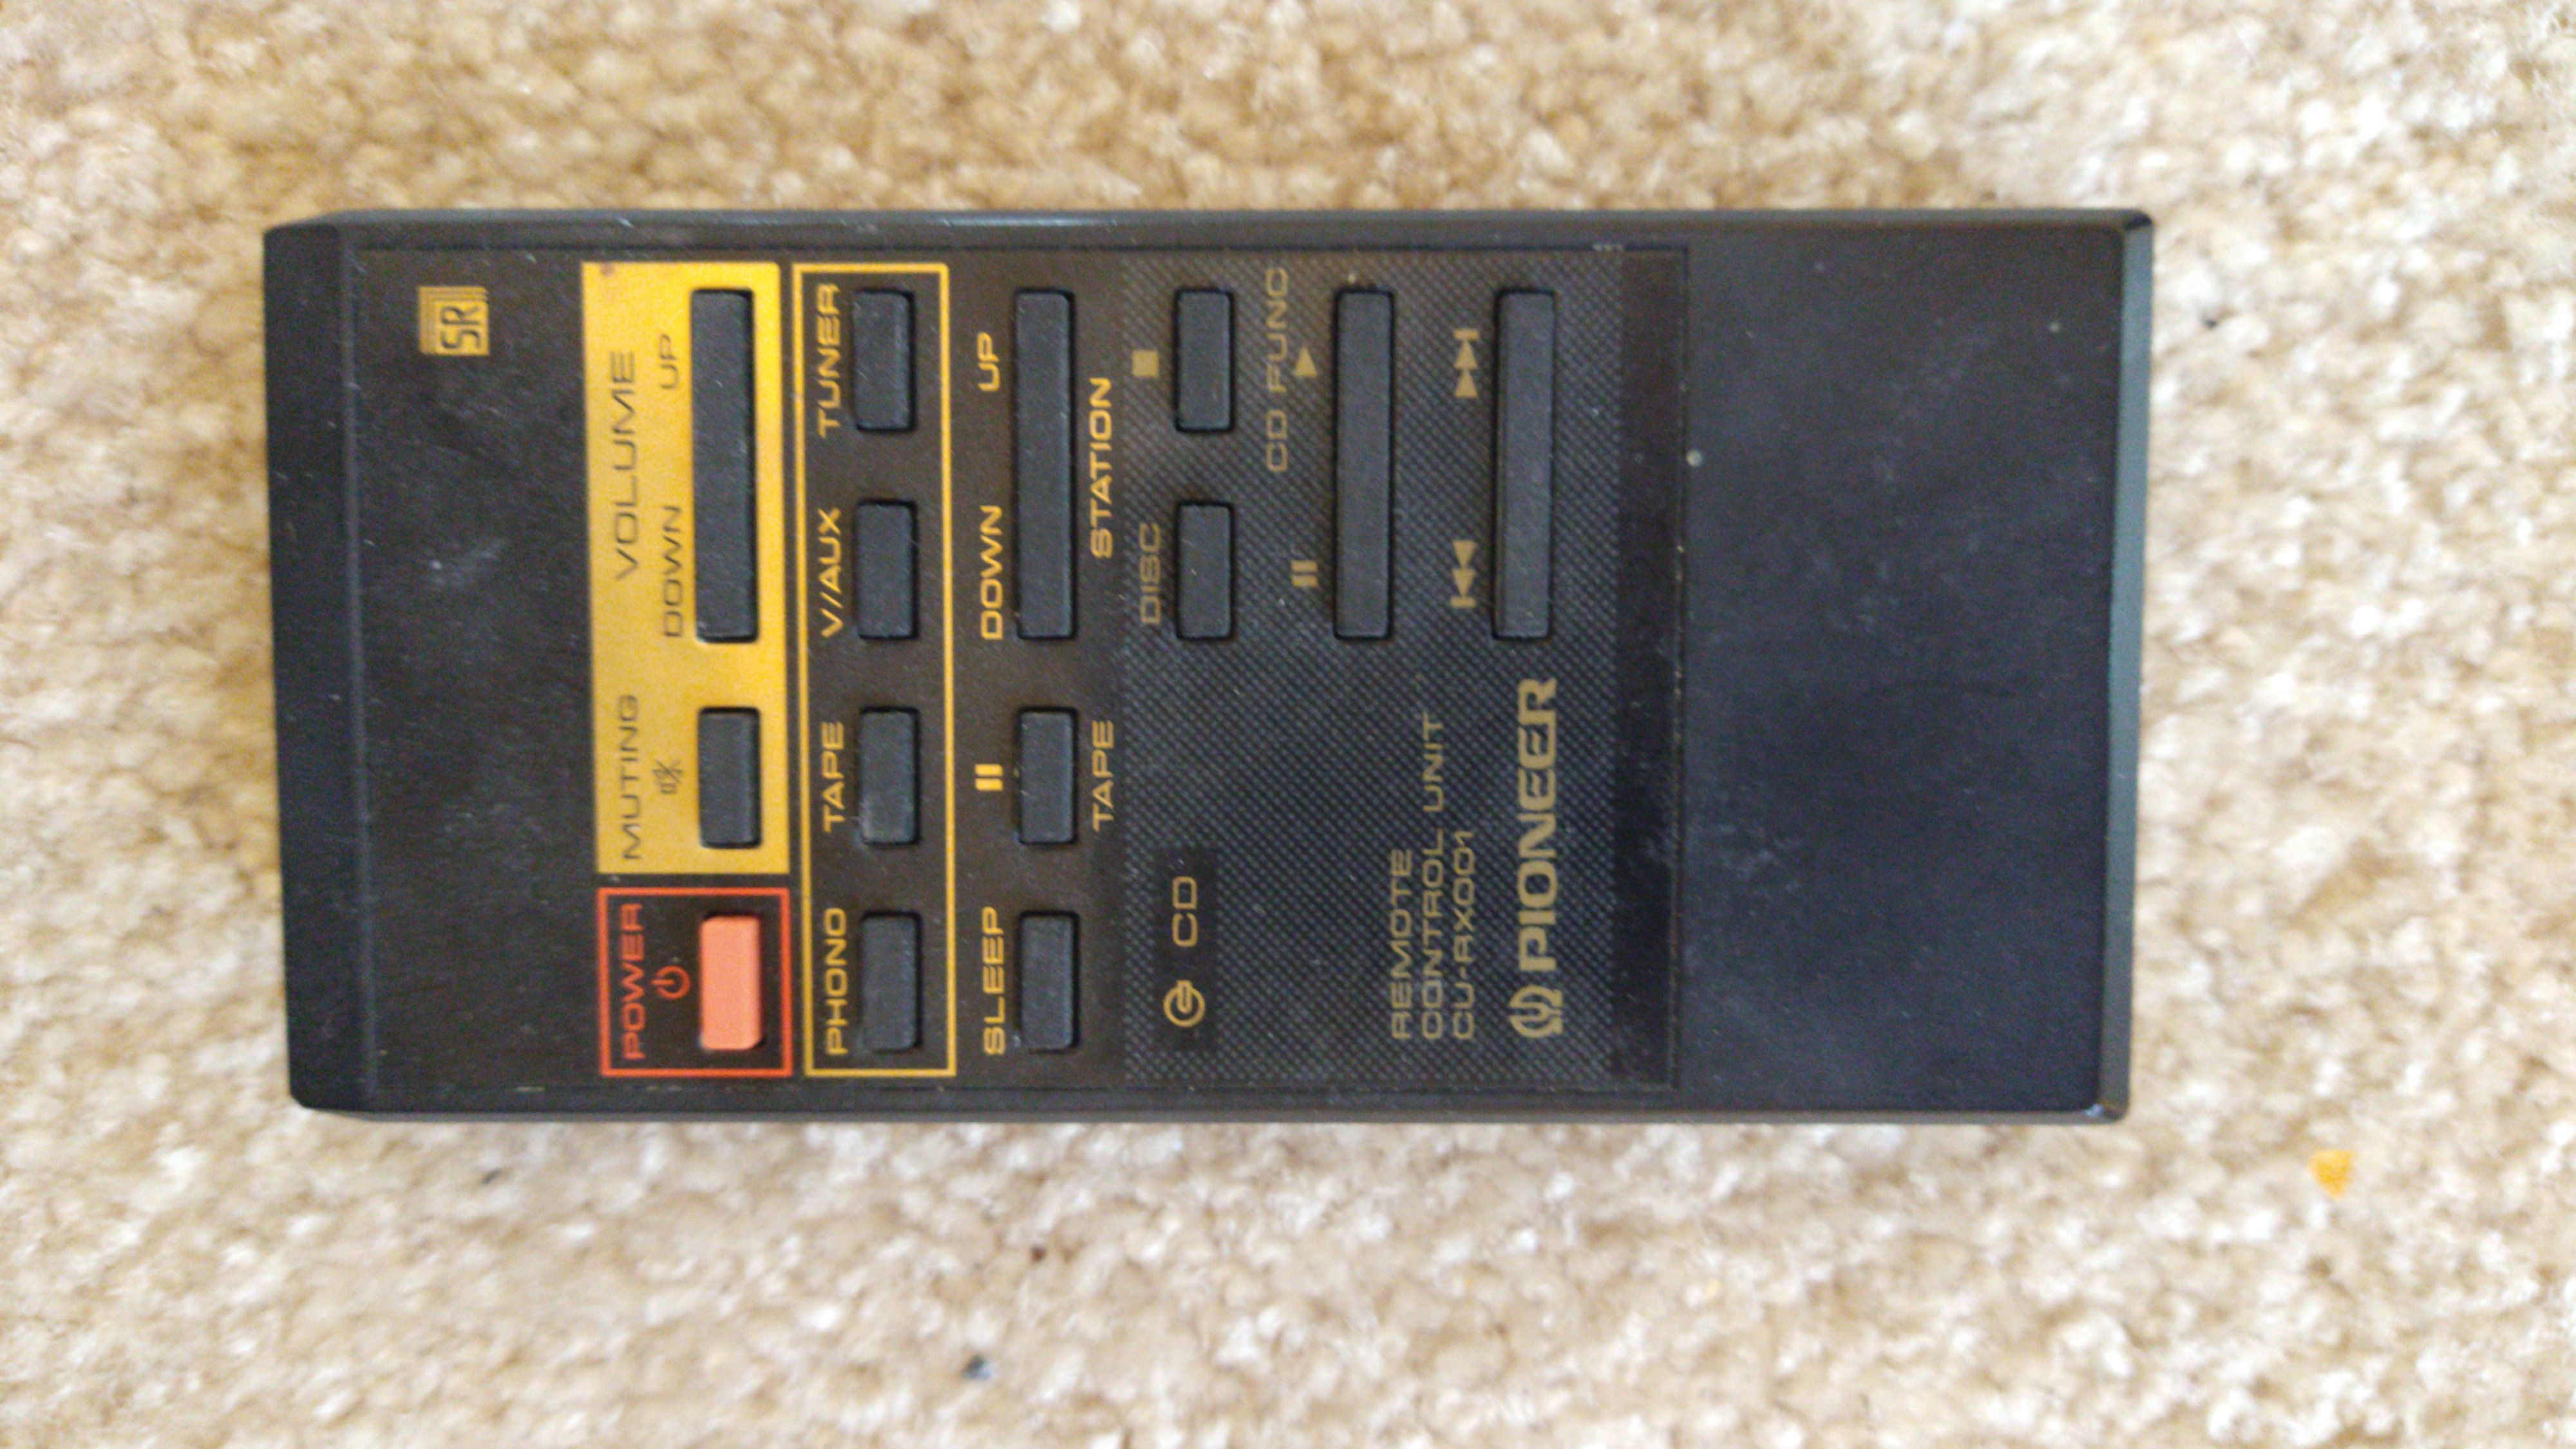 SR
POWER
MUTING
VOLUME
DOWN UP
PHONO TAPE V/AUX TUNER
SLEEP
DOWN UP
TAPE
STATION
CD
DISC
CD FUNC
REMOTE
CONTROL UNIT
CU-RX001
PIONEER